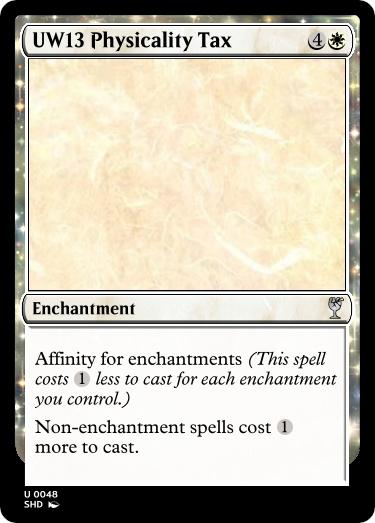 UW13 Physicality Tax 4
Enchantment
Affinity for enchantments (This spell
costs 1 less to cast for each enchantment
you control.)
Non-enchantment spells cost 1
more to cast.
U 0048
SHD